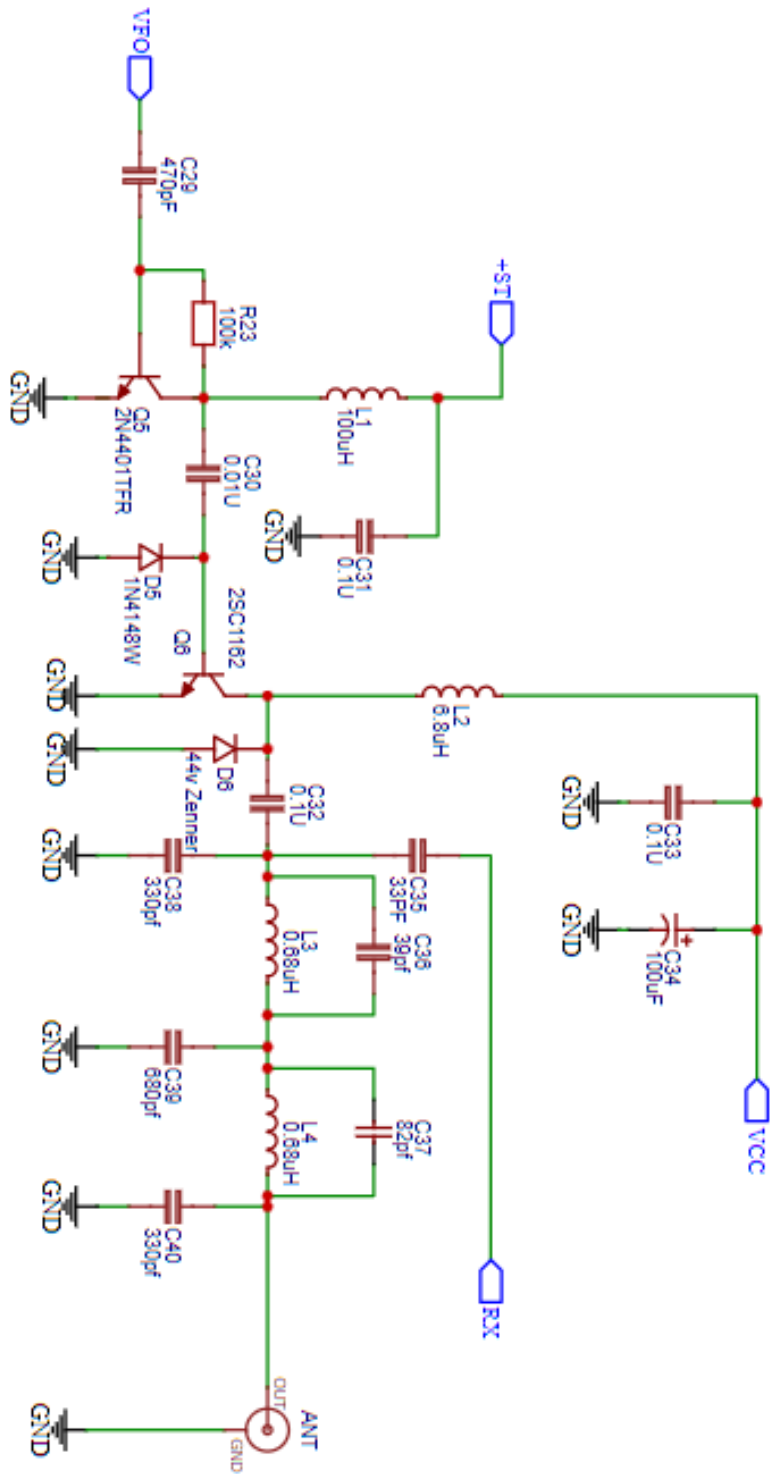 VCC
C33
0.1U
C34
100uF
GND
GND
+ST
RX
L2
6.8uH
L1
100uH
C31
0.1U
GND
C35
33PF
C36
39pf
C37
82pf
R23
100k
C30
0.01U
2SC1162
Q6
C32
0.1U
L3
0.68uH
L4
0.68uH
ANT
OUT
GND
VFO
C29
470pF
Q5
2N4401TFR
D5
1N4148W
D6
44v Zenner
C38
330pf
C39
680pf
C40
330pf
GND
GND
GND
GND
GND
GND
GND
GND